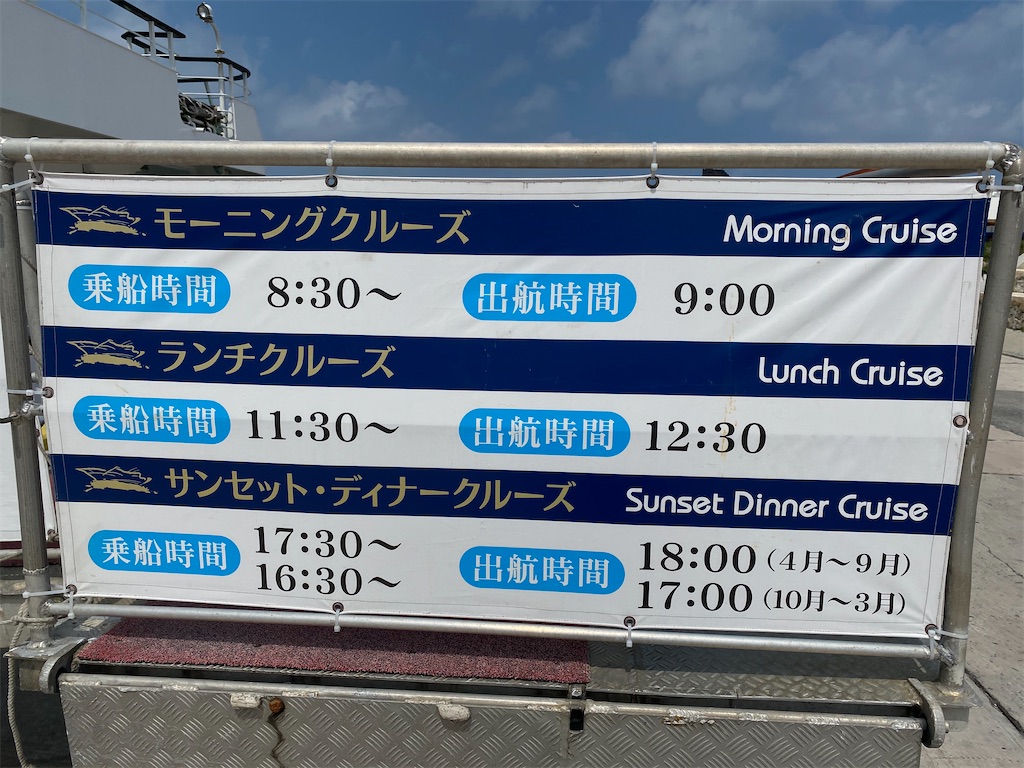 モーニングクルーズ Morning Cruise
乗船時間 8:30～ 出航時間 9:00
ランチクルーズ Lunch Cruise
乗船時間 11:30～ 出航時間 12:30
サンセット・ディナークルーズ Sunset Dinner Cruise
乗船時間 17:30～ 出航時間 18:00（4月～9月）
16:30～ 17:00（10月～3月）